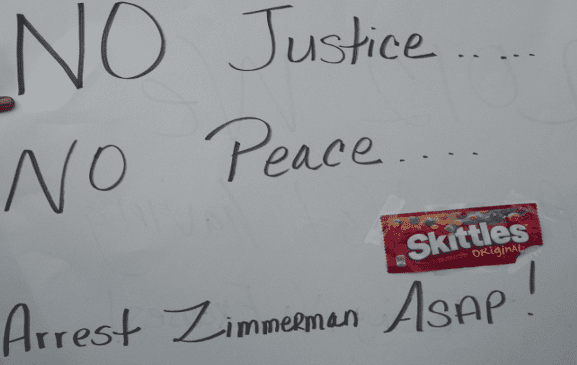 NO Justice.. ...
NO Peace....
Skittles
ORiginAL
Arrest Zimmerman ASAP!